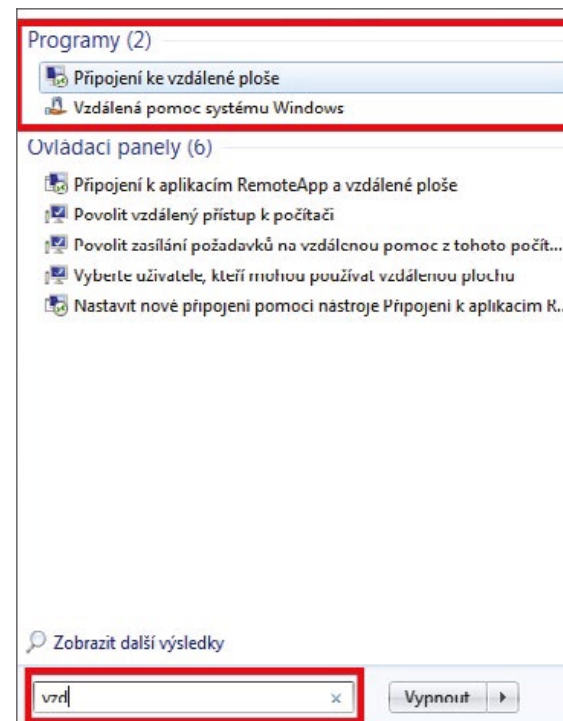 Programy (2)
Připojení ke vzdálené ploše
Vzdálená pomoc systému Windows
Ovládací panely (6)
Připojení k aplikacím RemoteApp a vzdálené ploše
Povolit vzdálený přístup k počítači
Povolit zasílání požadavků na vzdálenou pomoc z tohoto počít...
Vyberte uživatele, kteří mohou používat vzdálenou plochu
Nastavit nové připojení pomocí nástroje Připojení k aplikacím R...
Zobrazit další výsledky
vzd
Vypnout